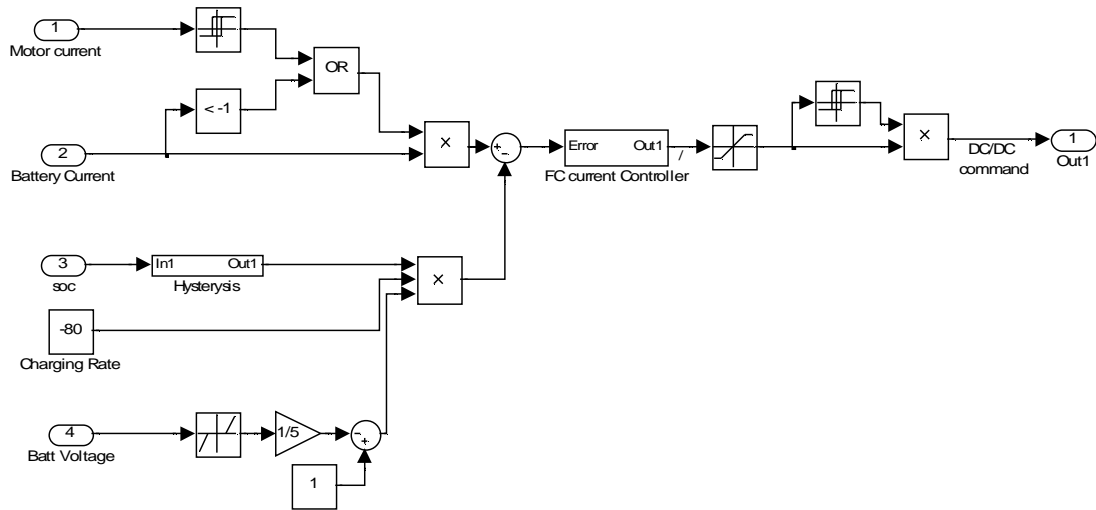 1
Motor current
OR
< -1
2
Battery Current
×
+
-
Error Out1
FC current Controller
×
DC/DC
command
1
Out1
3
soc
In1 Out1
Hysterysis
×
-80
Charging Rate
4
Batt Voltage
1/5
-
+
1